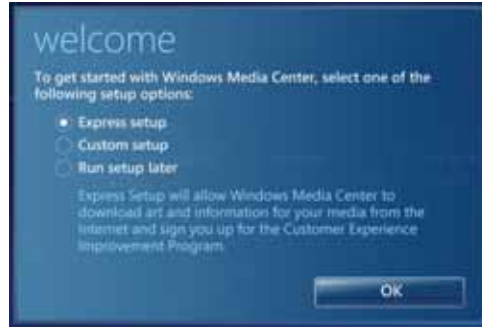 welcome
To get started with Windows Media Center, select one of the
following setup options:
Express setup
Custom setup
Run setup later
Express Setup will allow Windows Media Center to
download art and information for your media from the
Internet and sign you up for the Customer Experience
Improvement Program.
OK